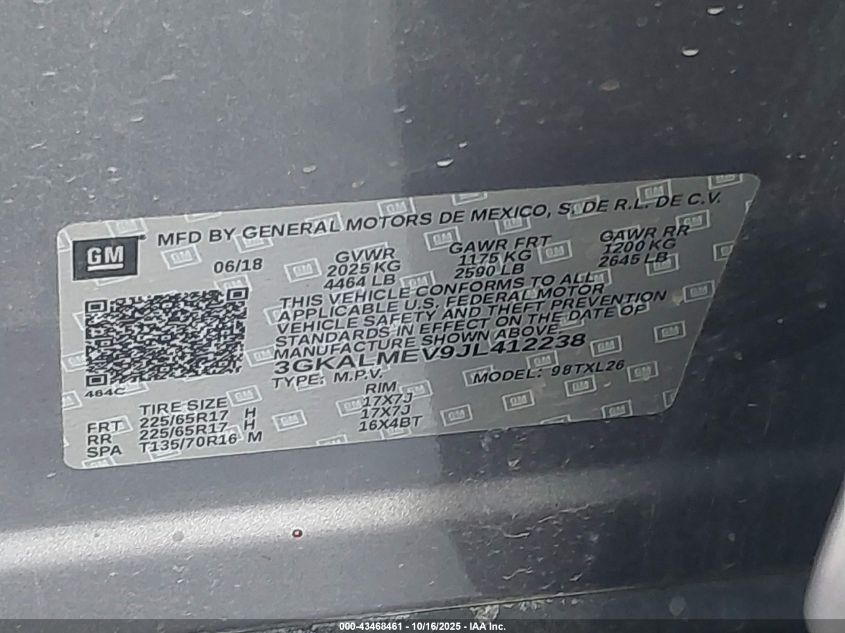 GM
MFD BY GENERAL MOTORS DE MEXICO, S. DE R.L. DE C.V.
06/18
GVWR
2025 KG
4464 LB
GAWR FRT
1175 KG
2590 LB
GAWR RR
1200 KG
2645 LB
THIS VEHICLE CONFORMS TO ALL
APPLICABLE U.S. FEDERAL MOTOR
VEHICLE SAFETY AND THEFT PREVENTION
STANDARDS IN EFFECT ON THE DATE OF
MANUFACTURE SHOWN ABOVE
3GKALMEV9JL412238
TYPE: M.P.V. MODEL: 98TXL26
464C
TIRE SIZE RIM
FRT 225/65R17 H 17X7J
RR 225/65R17 H 17X7J
SPA T135/70R16 M 16X4BT
000-43468461 - 10/16/2025 - IAA Inc.